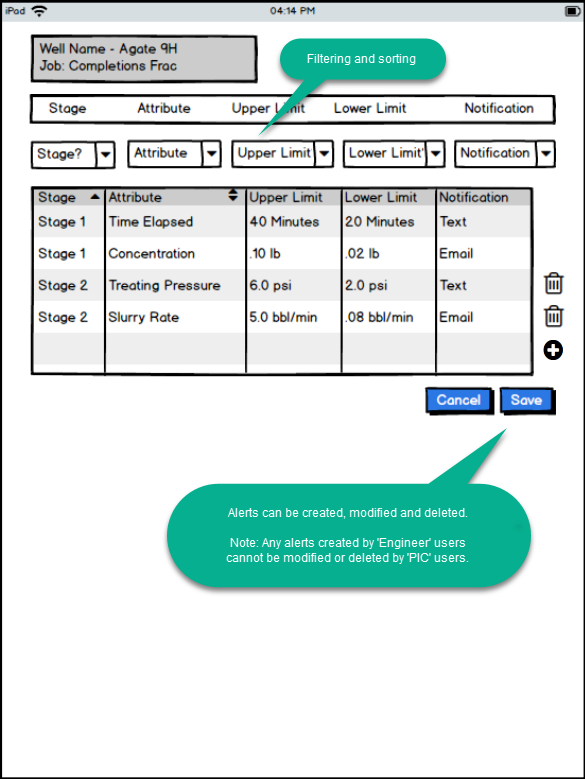 iPad 04:14 PM
Well Name - Agate 9H
Job: Completions Frac
Filtering and sorting
Stage Attribute Upper Limit Lower Limit Notification
Stage? Attribute Upper Limit Lower Limit' Notification
Stage Attribute Upper Limit Lower Limit Notification
Stage 1 Time Elapsed 40 Minutes 20 Minutes Text
Stage 1 Concentration .10 lb .02 lb Email
Stage 2 Treating Pressure 6.0 psi 2.0 psi Text
Stage 2 Slurry Rate 5.0 bbl/min .08 bbl/min Email
Cancel Save
Alerts can be created, modified and deleted.
Note: Any alerts created by 'Engineer' users
cannot be modified or deleted by 'PIC' users.